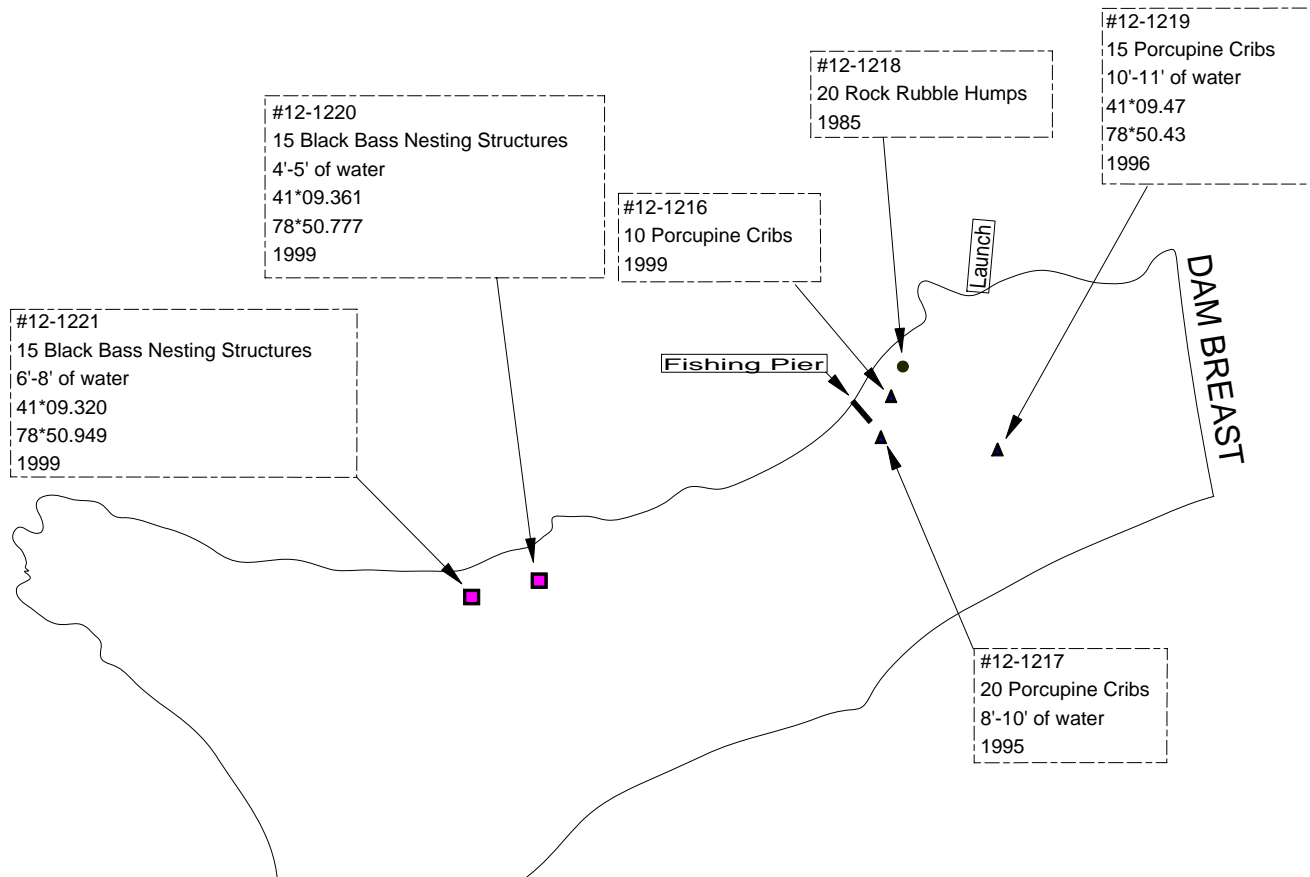 #12-1219
15 Porcupine Cribs
10'-11' of water
41*09.47
78*50.43
1996
#12-1218
20 Rock Rubble Humps
1985
#12-1220
15 Black Bass Nesting Structures
4'-5' of water
41*09.361
78*50.777
1999
#12-1216
10 Porcupine Cribs
1999
Launch
DAM BREAST
#12-1221
15 Black Bass Nesting Structures
6'-8' of water
41*09.320
78*50.949
1999
Fishing Pier
#12-1217
20 Porcupine Cribs
8'-10' of water
1995